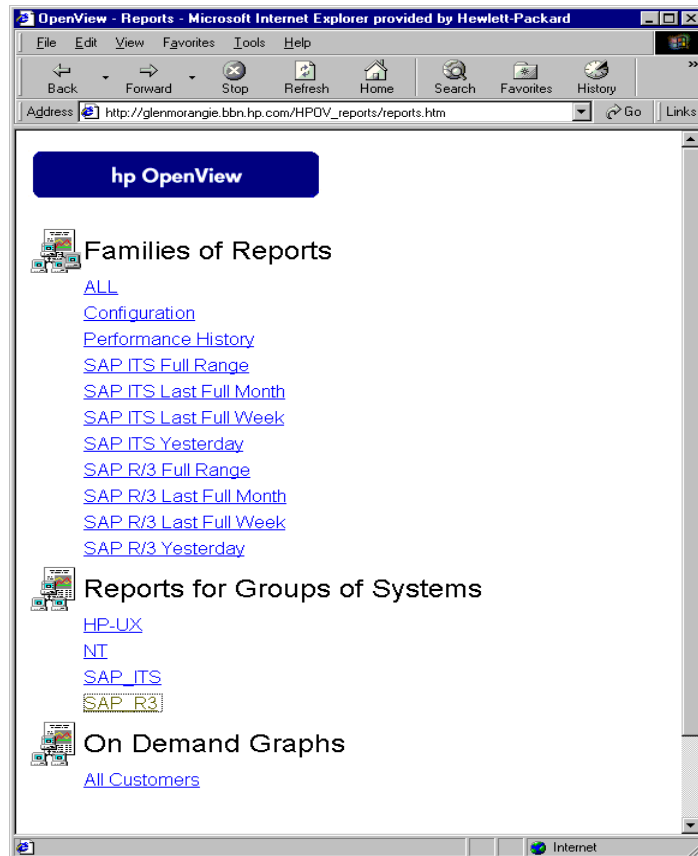 OpenView - Reports - Microsoft Internet Explorer provided by Hewlett-Packard
File Edit View Favorites Tools Help
Back Forward Stop Refresh Home Search Favorites History »
Address http://glenmorangie.bbn.hp.com/HPOV_reports/reports.htm Go Links
hp OpenView
Families of Reports
ALL
Configuration
Performance History
SAP ITS Full Range
SAP ITS Last Full Month
SAP ITS Last Full Week
SAP ITS Yesterday
SAP R/3 Full Range
SAP R/3 Last Full Month
SAP R/3 Last Full Week
SAP R/3 Yesterday
Reports for Groups of Systems
HP-UX
NT
SAP_ITS
SAP_R3
On Demand Graphs
All Customers
Internet